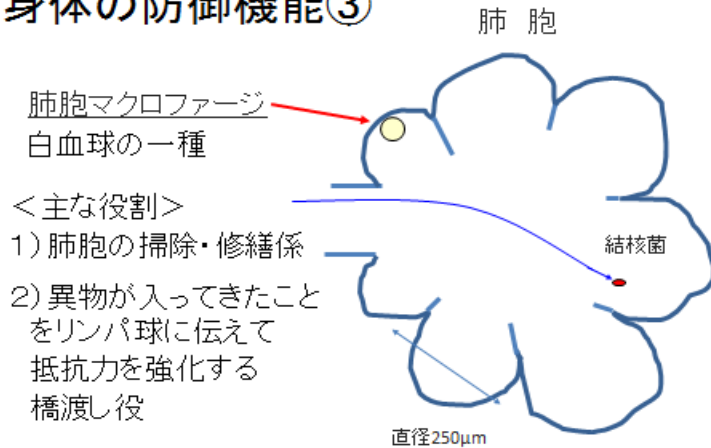 身体の防御機能③
肺 胞
肺胞マクロファージ
白血球の一種
＜主な役割＞
1）肺胞の掃除・修繕係
2）異物が入ってきたこと
をリンパ球に伝えて
抵抗力を強化する
橋渡し役
結核菌
直径250μm